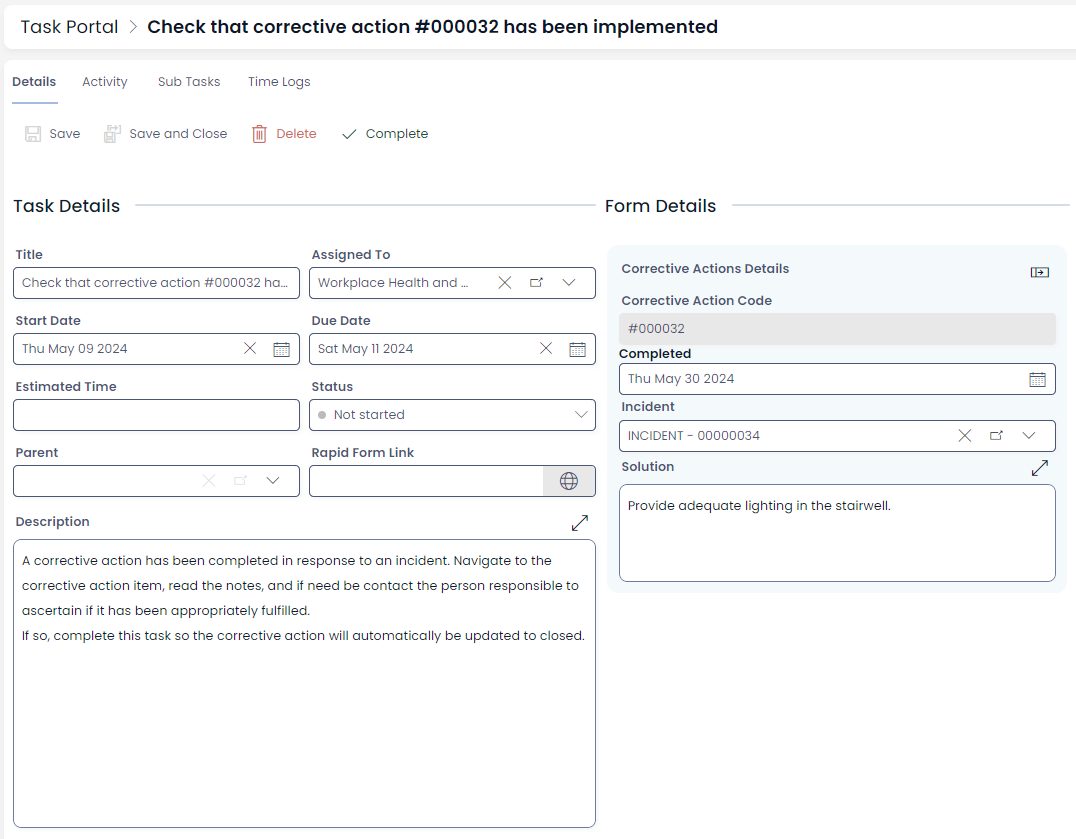 Task Portal > Check that corrective action #000032 has been implemented
Details Activity Sub Tasks Time Logs
Save Save and Close Delete Complete
Task Details
Title
Check that corrective action #000032 ha...
Assigned To
Workplace Health and ...
Start Date
Thu May 09 2024
Due Date
Sat May 11 2024
Estimated Time
Status
Not started
Parent
Rapid Form Link
Description
A corrective action has been completed in response to an incident. Navigate to the
corrective action item, read the notes, and if need be contact the person responsible to
ascertain if it has been appropriately fulfilled.
If so, complete this task so the corrective action will automatically be updated to closed.
Form Details
Corrective Actions Details
Corrective Action Code
#000032
Completed
Thu May 30 2024
Incident
INCIDENT - 00000034
Solution
Provide adequate lighting in the stairwell.